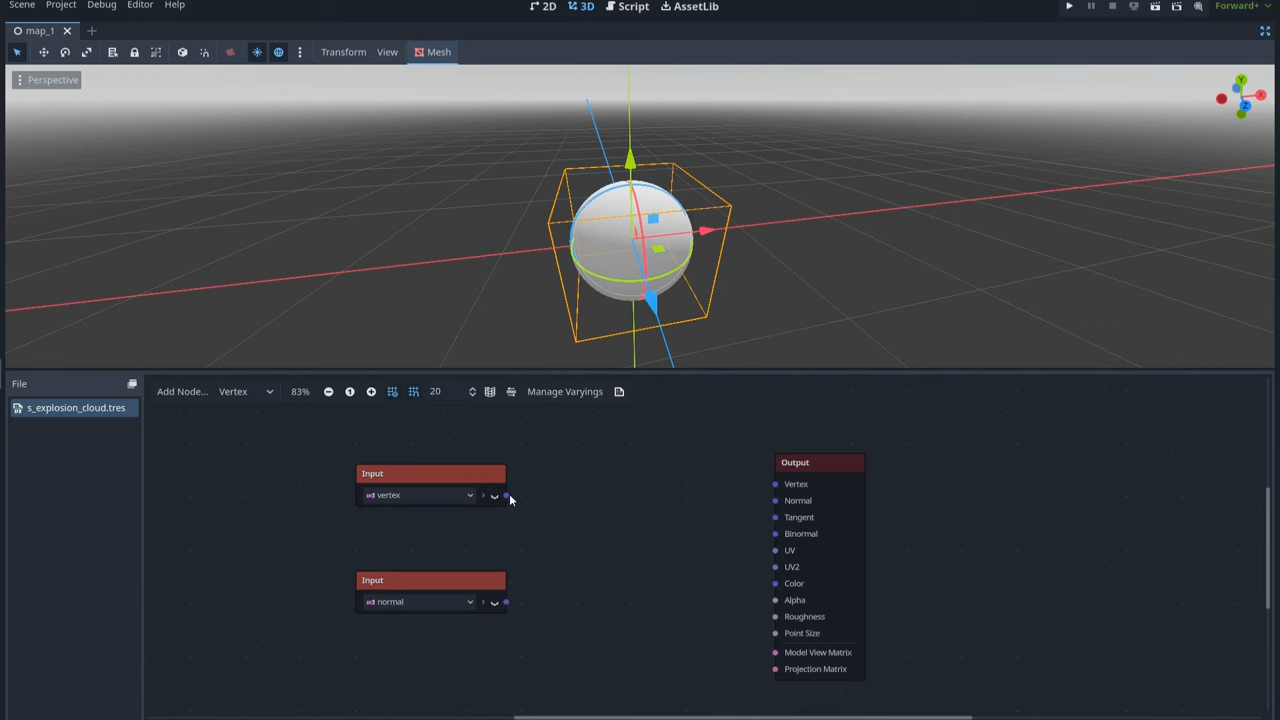 Scene Project Debug Editor Help 2D 3D Script AssetLib Forward+
map_1
Transform View Mesh
Perspective
Y
X
Z
File
Add Node... Vertex 83% 20 Manage Varyings
s_explosion_cloud.tres
Input
vertex
Input
normal
Output
Vertex
Normal
Tangent
Binormal
UV
UV2
Color
Alpha
Roughness
Point Size
Model View Matrix
Projection Matrix